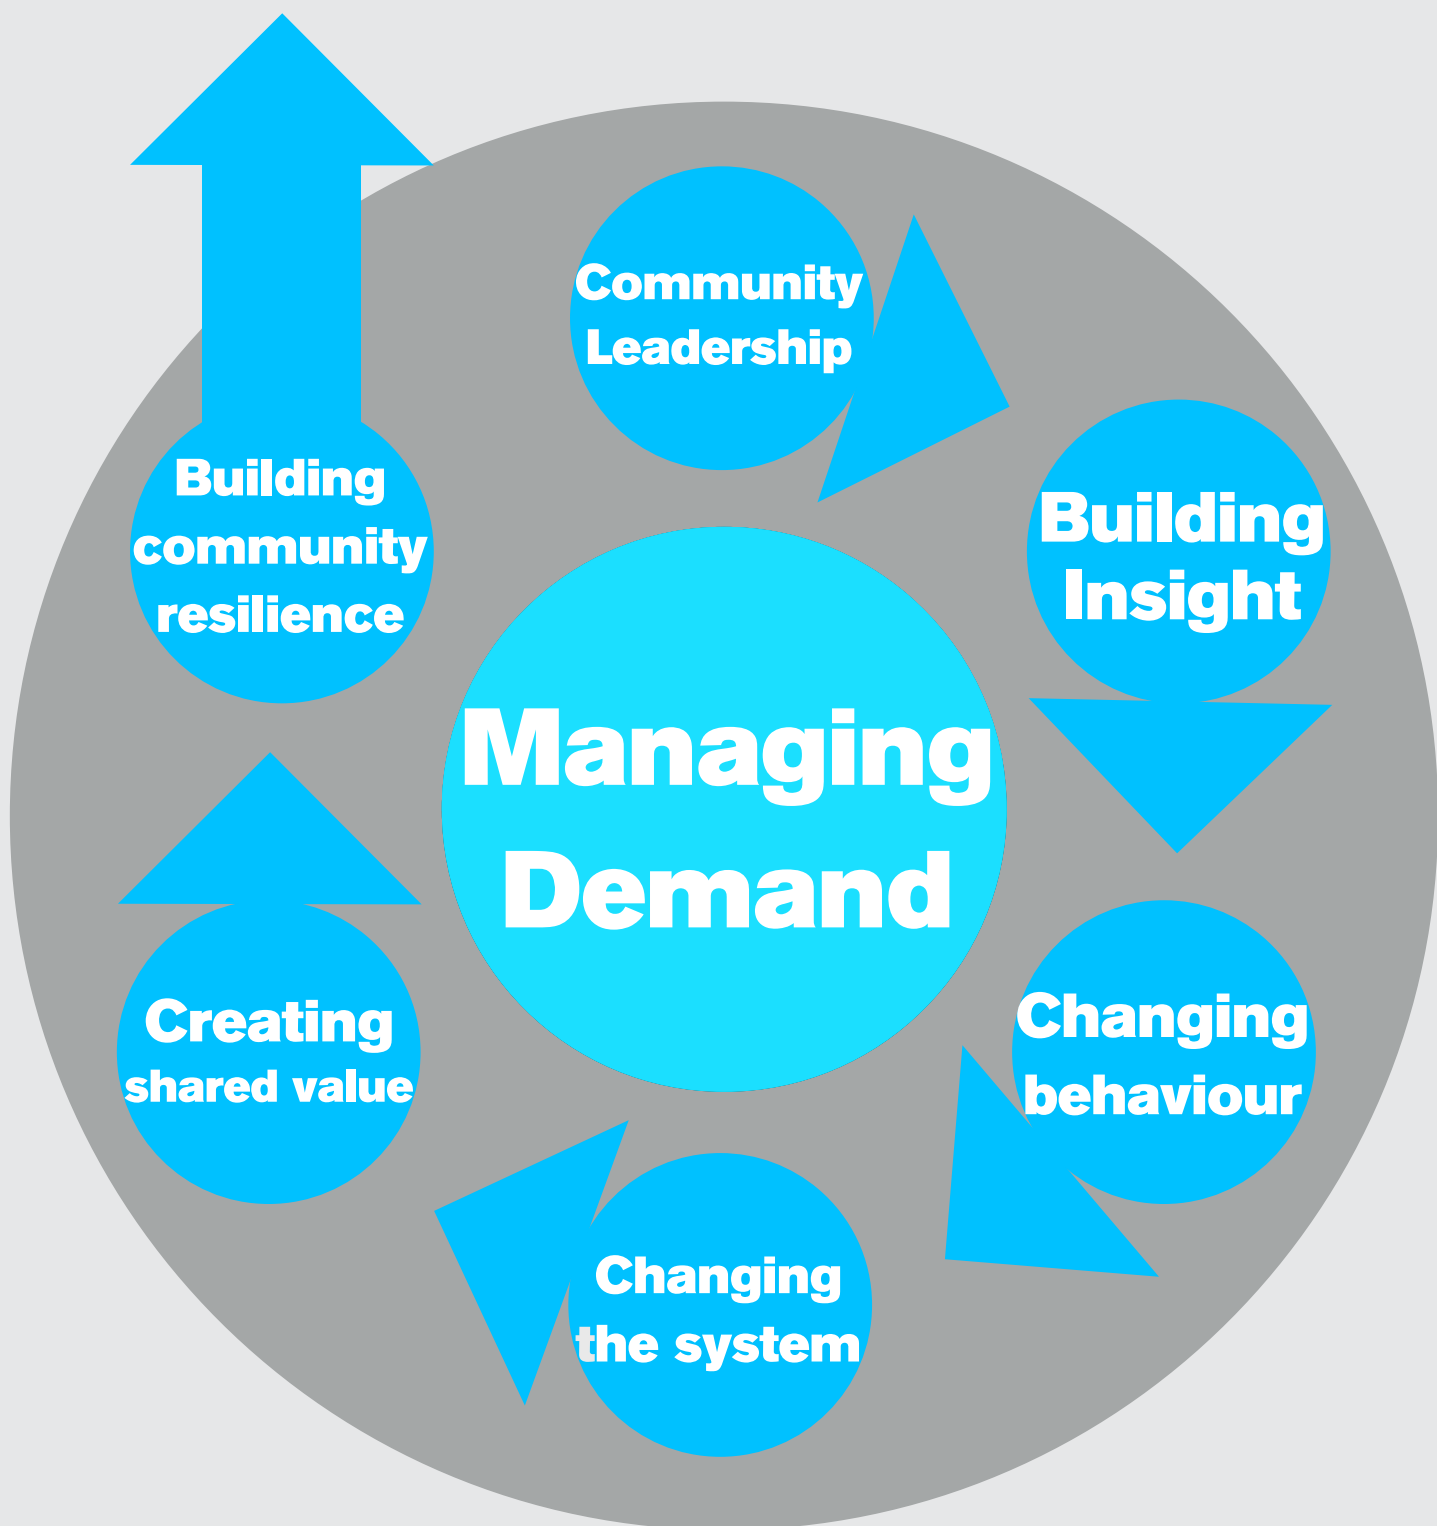 Community
Leadership
Building
Insight
Changing
behaviour
Changing
the system
Creating
shared value
Building
community
resilience
Managing
Demand